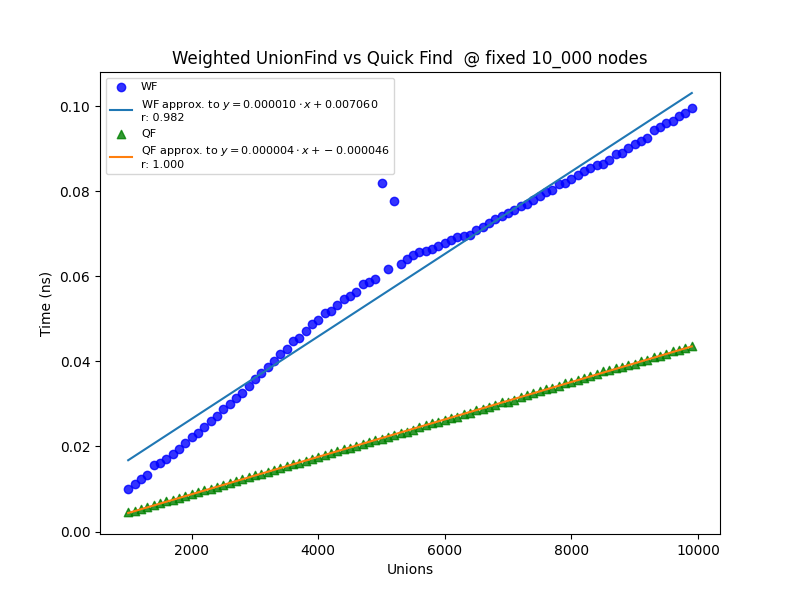 Weighted UnionFind vs Quick Find  @ fixed 10_000 nodes
WF
WF approx. to y = 0.000010 · x + 0.007060
r: 0.982
QF
QF approx. to y = 0.000004 · x + − 0.000046
r: 1.000
0.10
0.08
0.06
0.04
0.02
0.00
Time (ns)
2000
4000
6000
8000
10000
Unions